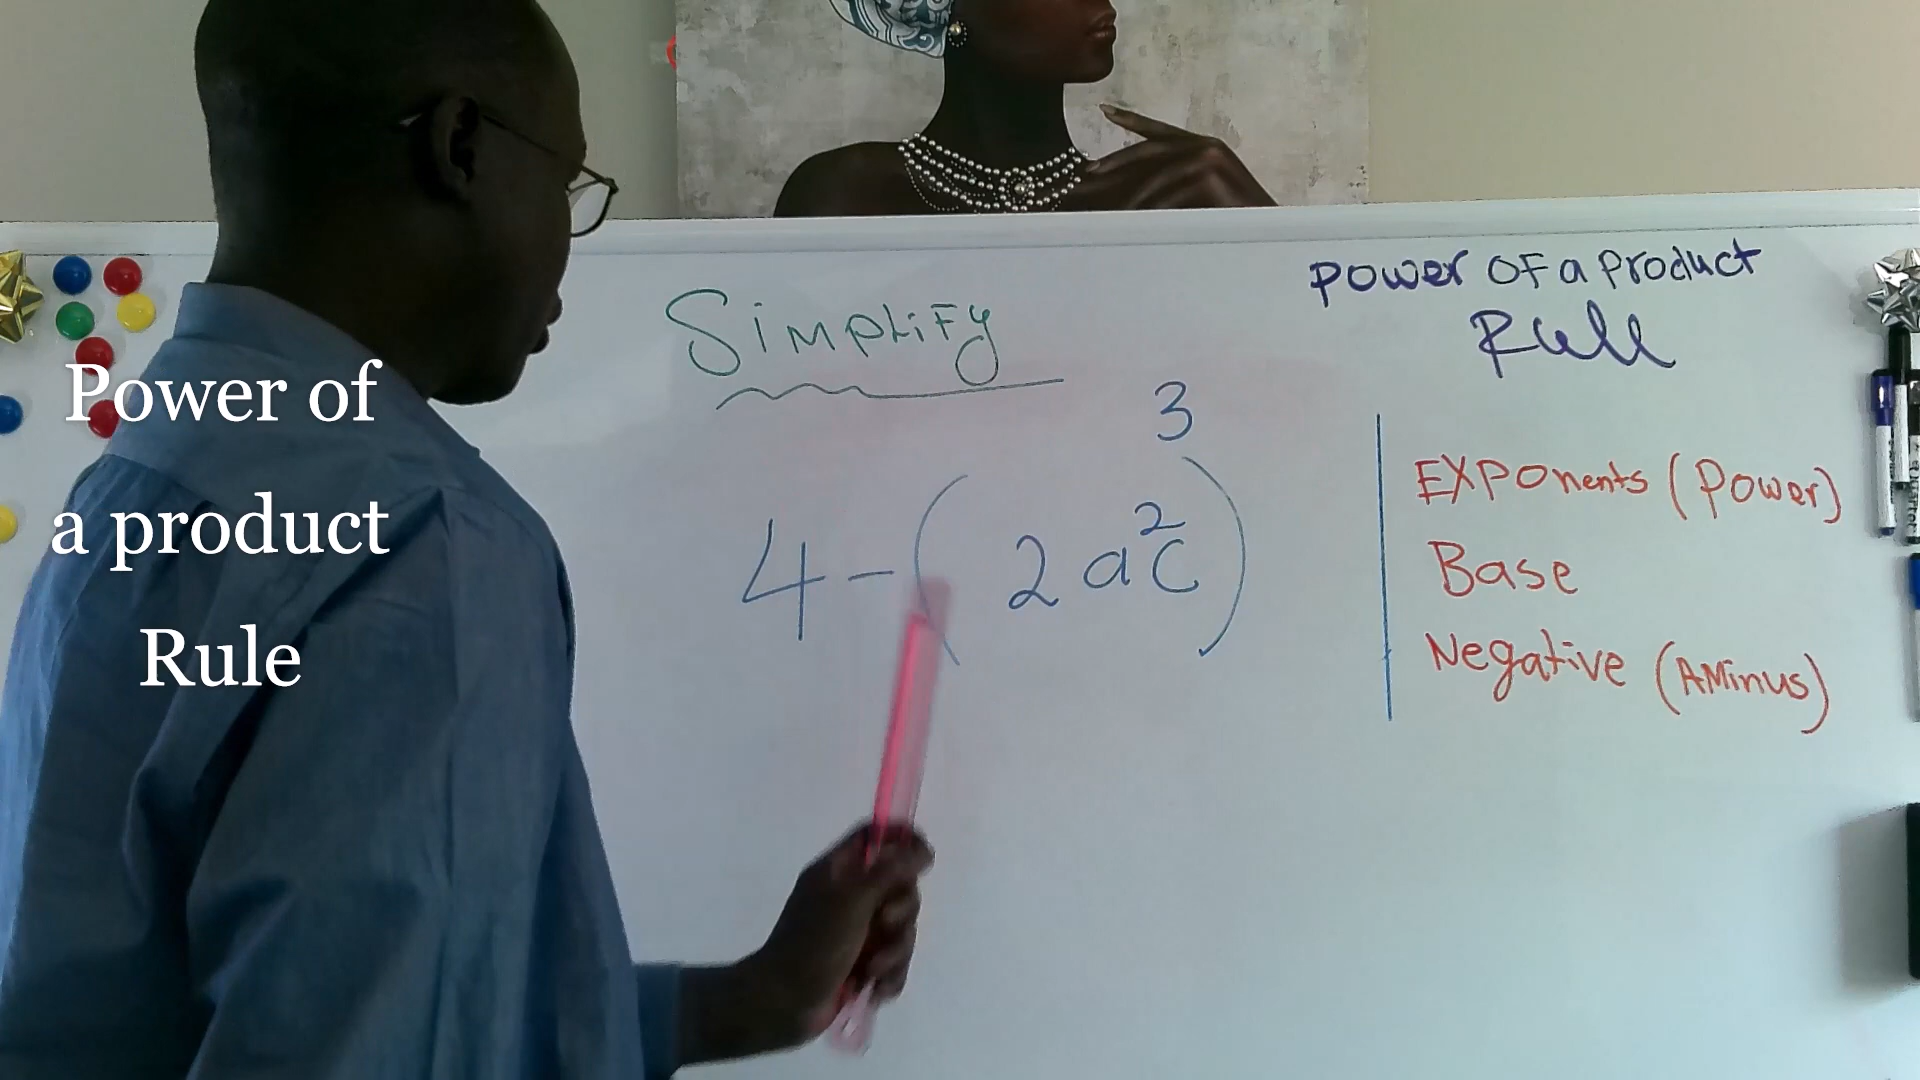 Power of
a product
Rule
Simplify
4-(2a²c)³
Power of a product
Rule
Exponents (Power)
Base
Negative (A Minus)